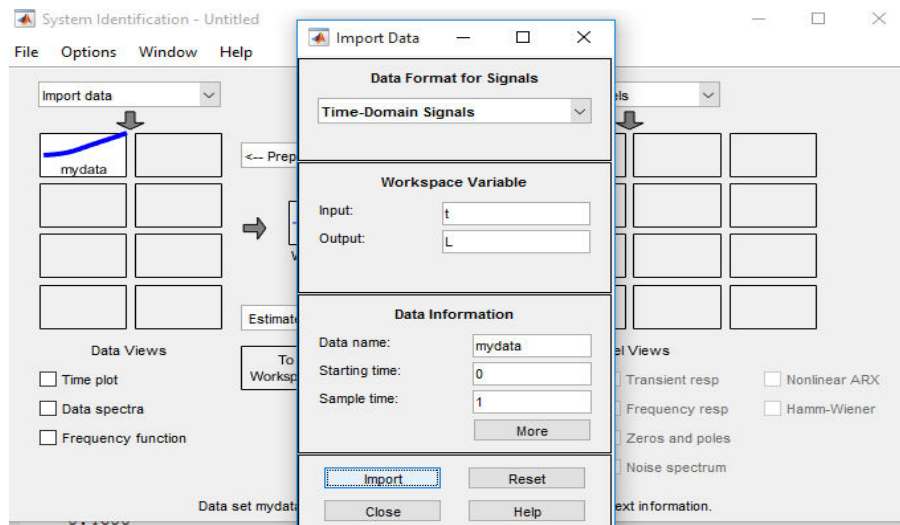 System Identification - Untitled
File Options Window Help
Import data
mydata
<-- Prep
Estimate
Data Views
To
Worksp
Time plot
Data spectra
Frequency function
Data set mydata
Import Data
Data Format for Signals
Time-Domain Signals
Workspace Variable
Input: t
Output: L
Data Information
Data name: mydata
Starting time: 0
Sample time: 1
More
Import Reset
Close Help
els
el Views
Transient resp Nonlinear ARX
Frequency resp Hamm-Wiener
Zeros and poles
Noise spectrum
ext information.